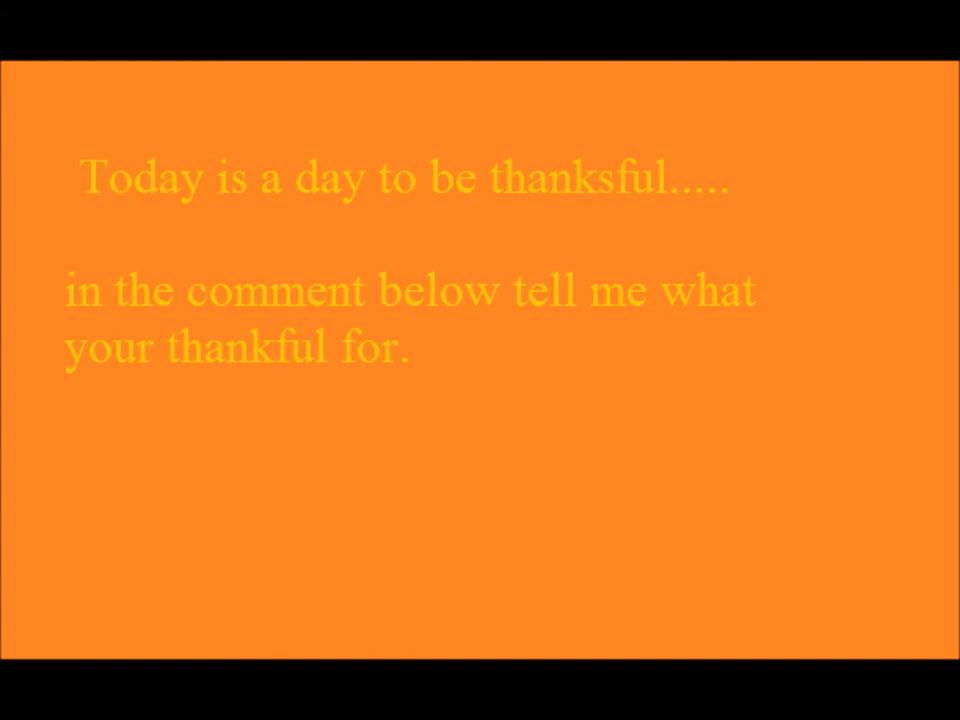 Today is a day to be thanksful.....
in the comment below tell me what
your thankful for.